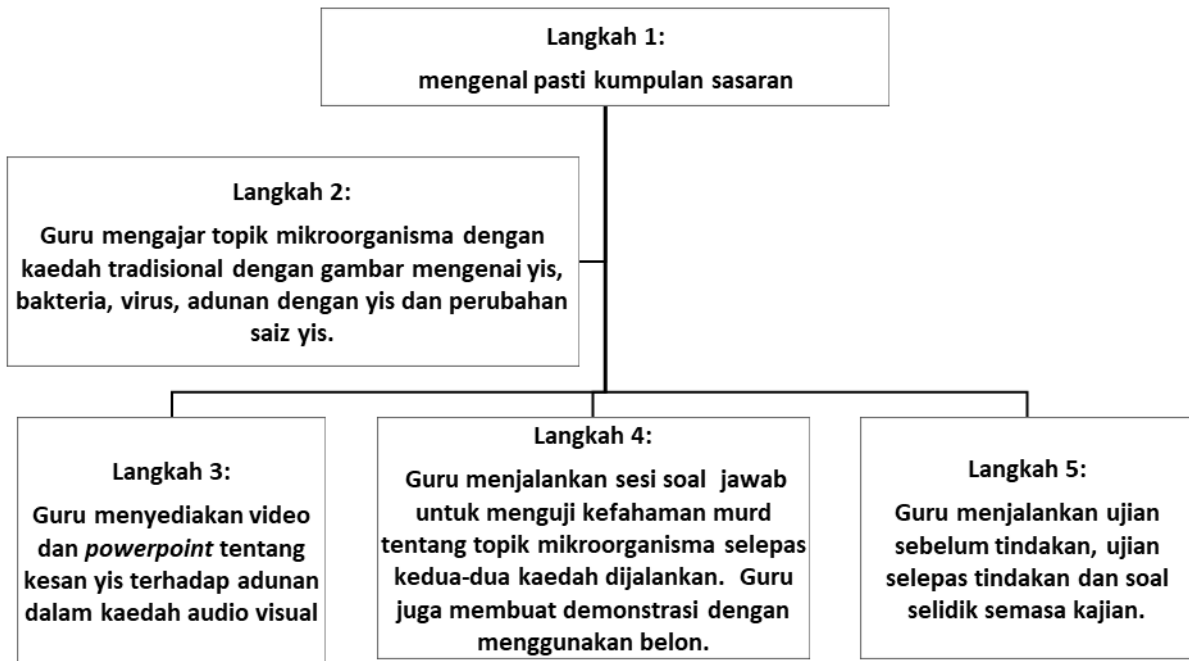 Langkah 1:
mengenal pasti kumpulan sasaran
Langkah 2:
Guru mengajar topik mikroorganisma dengan
kaedah tradisional dengan gambar mengenai yis,
bakteria, virus, adunan dengan yis dan perubahan
saiz yis.
Langkah 3:
Guru menyediakan video
dan powerpoint tentang
kesan yis terhadap adunan
dalam kaedah audio visual
Langkah 4:
Guru menjalankan sesi soal jawab
untuk menguji kefahaman murd
tentang topik mikroorganisma selepas
kedua-dua kaedah dijalankan. Guru
juga membuat demonstrasi dengan
menggunakan belon.
Langkah 5:
Guru menjalankan ujian
sebelum tindakan, ujian
selepas tindakan dan soal
selidik semasa kajian.